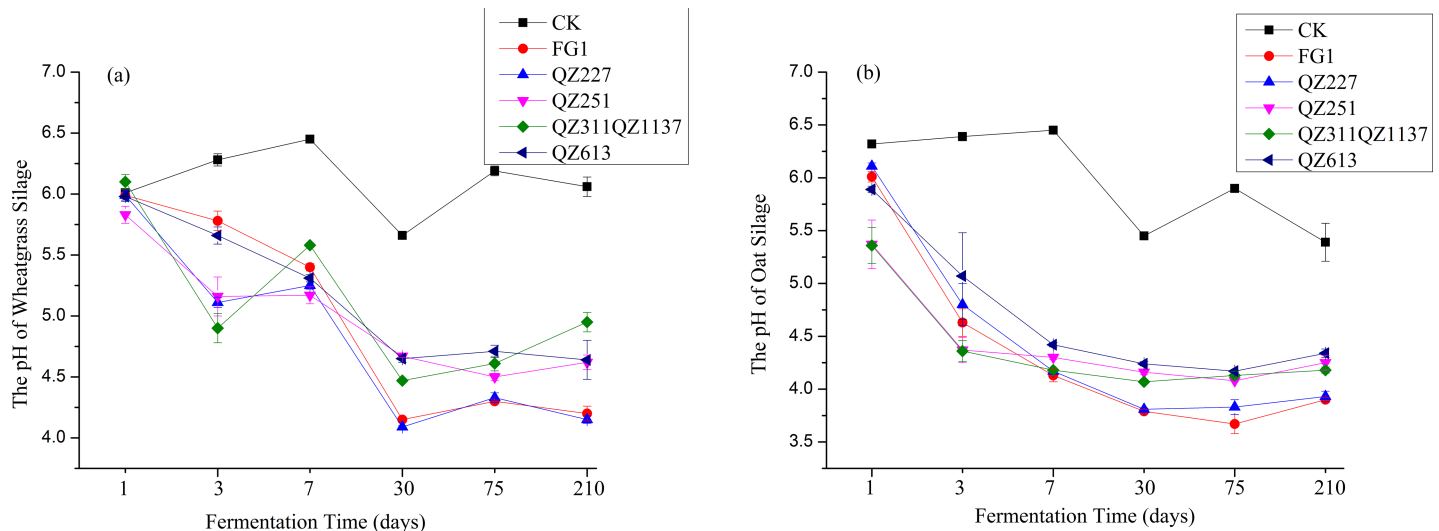 CK
FG1
QZ227
QZ251
QZ311QZ1137
QZ613
(a)
7.0
6.5
6.0
5.5
5.0
4.5
4.0
The pH of Wheatgrass Silage
1 3 7 30 75 210
Fermentation Time (days)
CK
FG1
QZ227
QZ251
QZ311QZ1137
QZ613
(b)
7.0
6.5
6.0
5.5
5.0
4.5
4.0
3.5
The pH of Oat Silage
1 3 7 30 75 210
Fermentation Time (days)